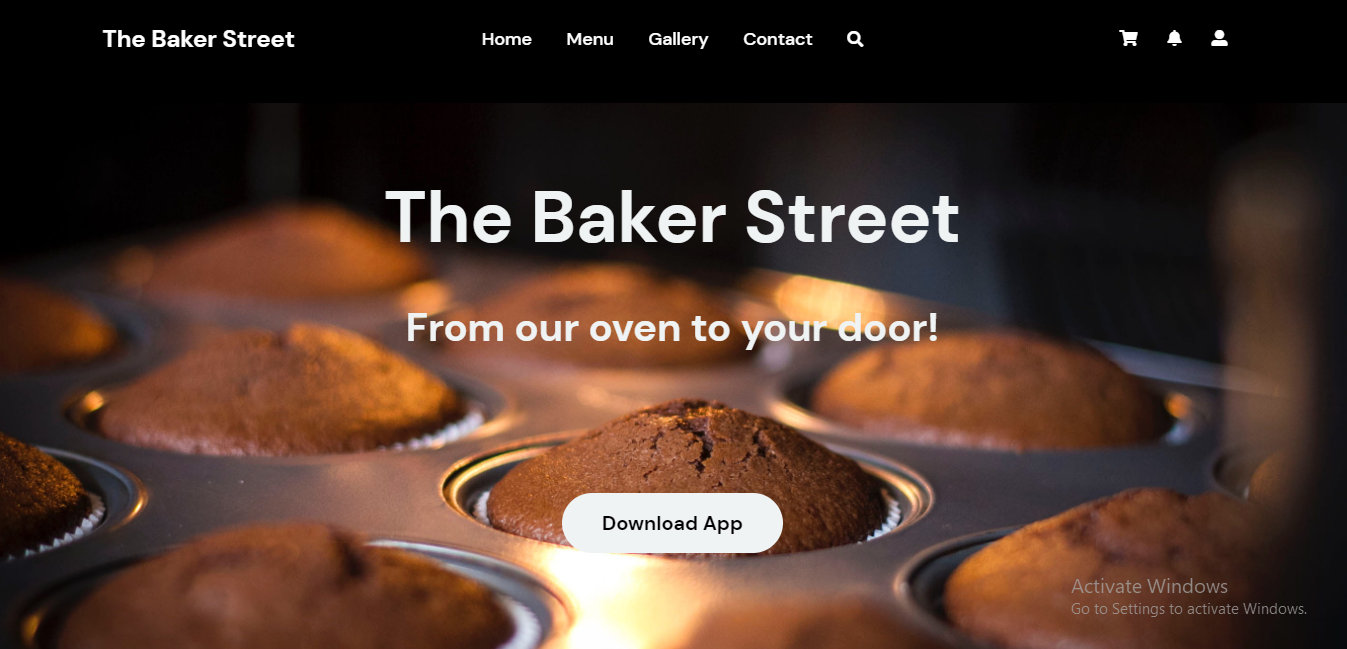 The Baker Street
Home Menu Gallery Contact
The Baker Street
From our oven to your door!
Download App
Activate Windows
Go to Settings to activate Windows.